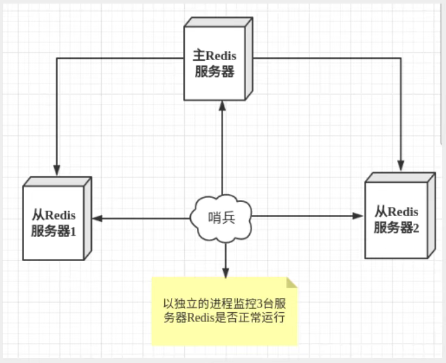 主Redis
服务器
从Redis
服务器1
哨兵
从Redis
服务器2
以独立的进程监控3台服
务器Redis是否正常运行